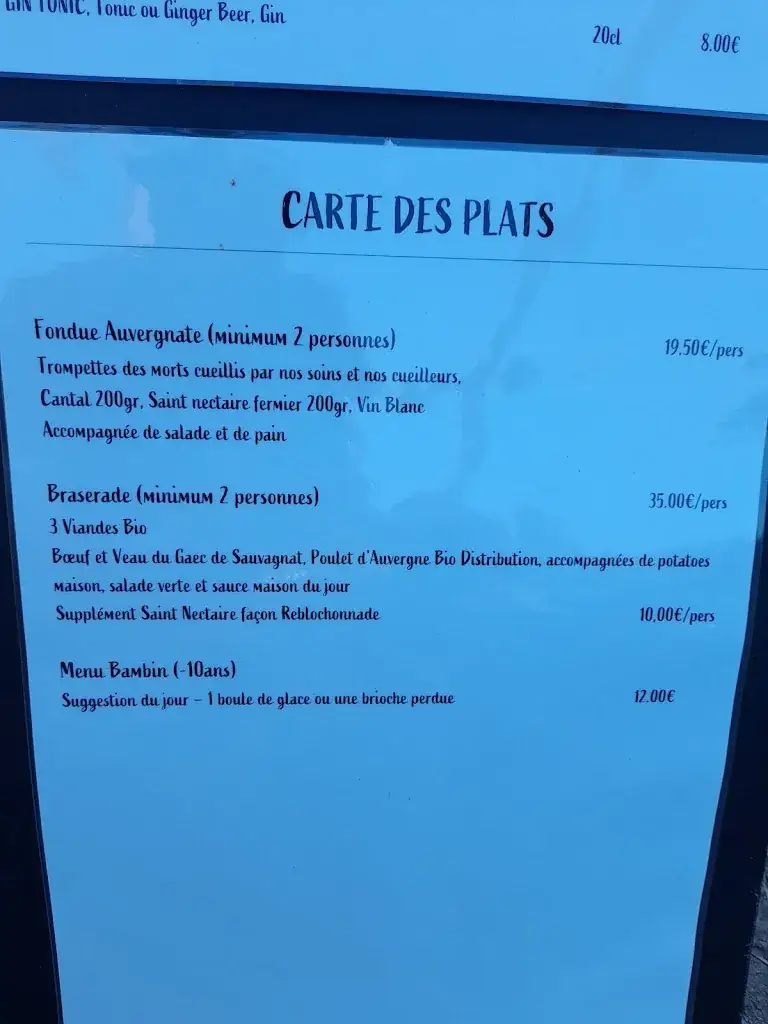 GIN TONIC, Tonic ou Ginger Beer, Gin 20cl 8.00€
CARTE DES PLATS
Fondue Auvergnate (minimum 2 personnes) 19.50€/pers
Trompettes des morts cueillis par nos soins et nos cueilleurs,
Cantal 200gr, Saint nectaire fermier 200gr, Vin Blanc
Accompagnée de salade et de pain
Braserade (minimum 2 personnes) 35.00€/pers
3 Viandes Bio
Bœuf et Veau du Gaec de Sauvagnat, Poulet d'Auvergne Bio Distribution, accompagnées de potatoes
maison, salade verte et sauce maison du jour
Supplément Saint Nectaire façon Reblochonnade 10,00€/pers
Menu Bambin (-10ans)
Suggestion du jour – 1 boule de glace ou une brioche perdue 12.00€